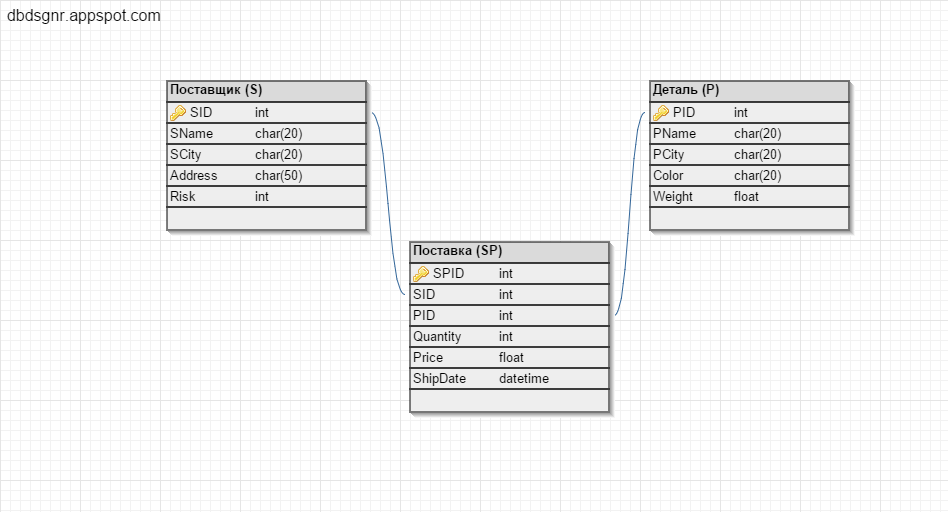 dbdsgnr.appspot.com
Поставщик (S)
SID int
SName char(20)
SCity char(20)
Address char(50)
Risk int
Деталь (P)
PID int
PName char(20)
PCity char(20)
Color char(20)
Weight float
Поставка (SP)
SPID int
SID int
PID int
Quantity int
Price float
ShipDate datetime